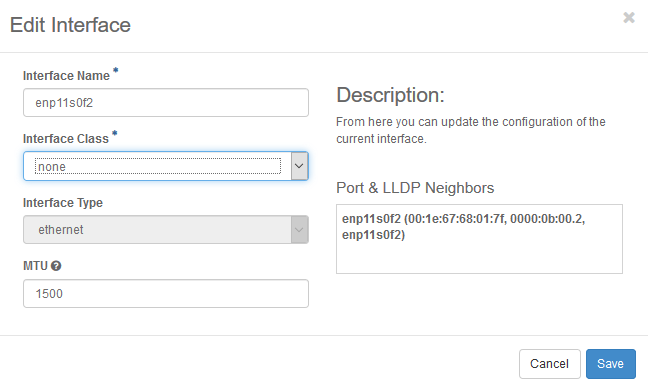 Edit Interface
×
Interface Name *
enp11s0f2
Interface Class *
none
Interface Type
ethernet
MTU ?
1500
Description:
From here you can update the configuration of the
current interface.
Port & LLDP Neighbors
enp11s0f2 (00:1e:67:68:01:7f, 0000:0b:00.2,
enp11s0f2)
Cancel
Save